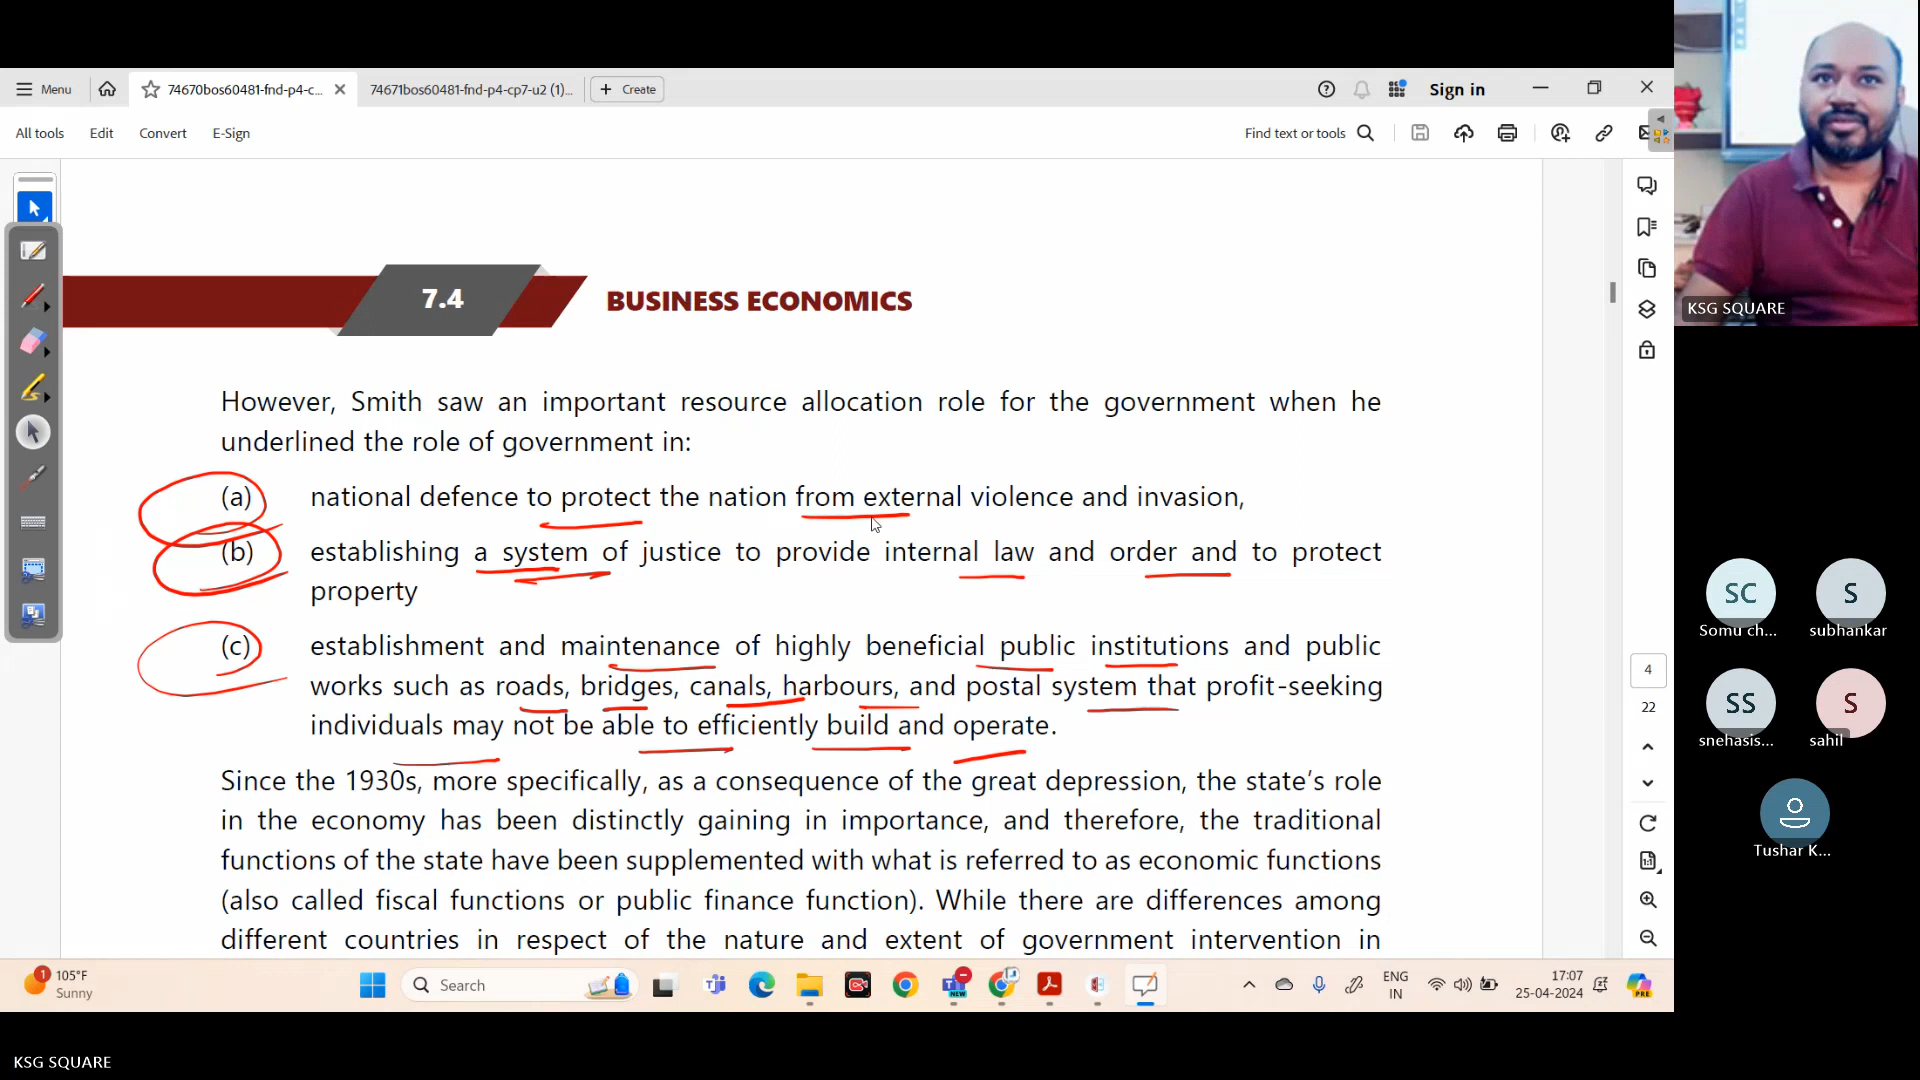 Menu
74670bos60481-fnd-p4-c...
74671bos60481-fnd-p4-cp7-u2 (1)...
Create
Sign in
All tools
Edit
Convert
E-Sign
Find text or tools
7.4
BUSINESS ECONOMICS
However, Smith saw an important resource allocation role for the government when he
underlined the role of government in:
(a) national defence to protect the nation from external violence and invasion,
(b) establishing a system of justice to provide internal law and order and to protect
property
(c) establishment and maintenance of highly beneficial public institutions and public
works such as roads, bridges, canals, harbours, and postal system that profit-seeking
individuals may not be able to efficiently build and operate.
Since the 1930s, more specifically, as a consequence of the great depression, the state's role
in the economy has been distinctly gaining in importance, and therefore, the traditional
functions of the state have been supplemented with what is referred to as economic functions
(also called fiscal functions or public finance function). While there are differences among
different countries in respect of the nature and extent of government intervention in
4
22
KSG SQUARE
SC
Somu ch...
S
subhankar
SS
snehasis...
S
sahil
Tushar K...
1
105°F
Sunny
Search
NEW
ENG
IN
17:07
25-04-2024
PRE
KSG SQUARE